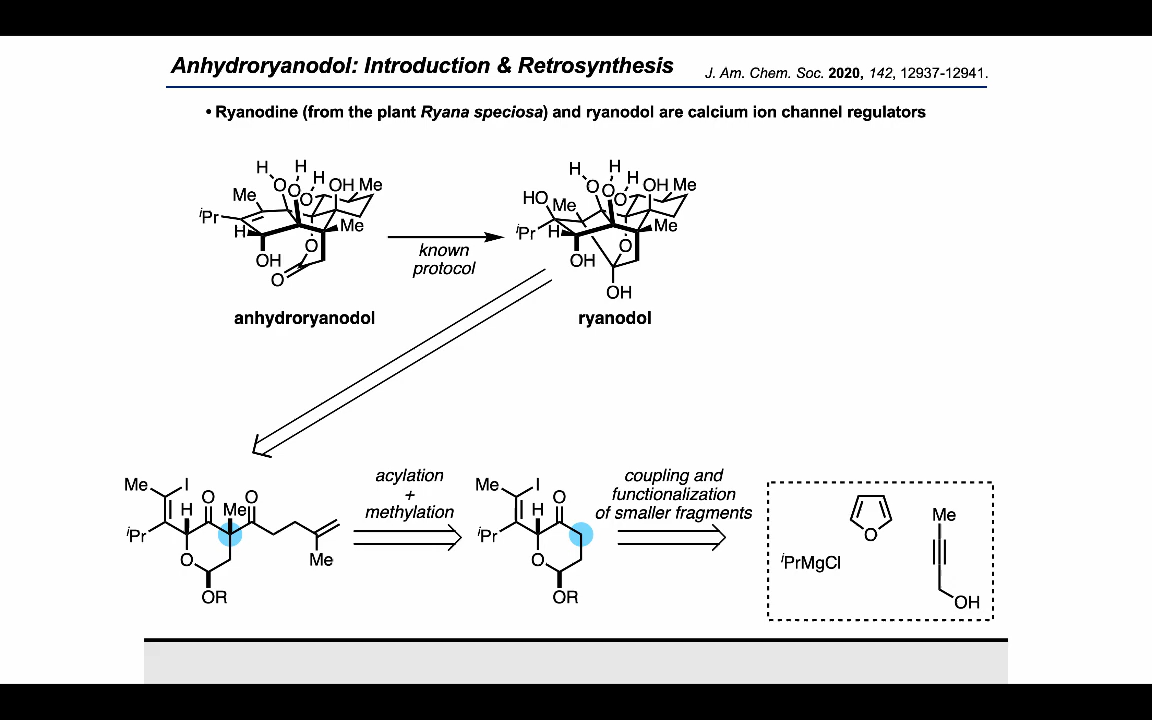 Anhydroryanodol: Introduction & Retrosynthesis
J. Am. Chem. Soc. 2020, 142, 12937-12941.
• Ryanodine (from the plant Ryana speciosa) and ryanodol are calcium ion channel regulators
H H H
O O O OH Me
Me
iPr
H
Me
OH
O
O
anhydroryanodol
known
protocol
H H H
HO O O O OH Me
Me
iPr
H
Me
OH
O
OH
ryanodol
Me I
H O Me O
iPr
O
Me
OR
acylation
+
methylation
Me I
H O
iPr
O
OR
coupling and
functionalization
of smaller fragments
iPrMgCl
O
Me
OH